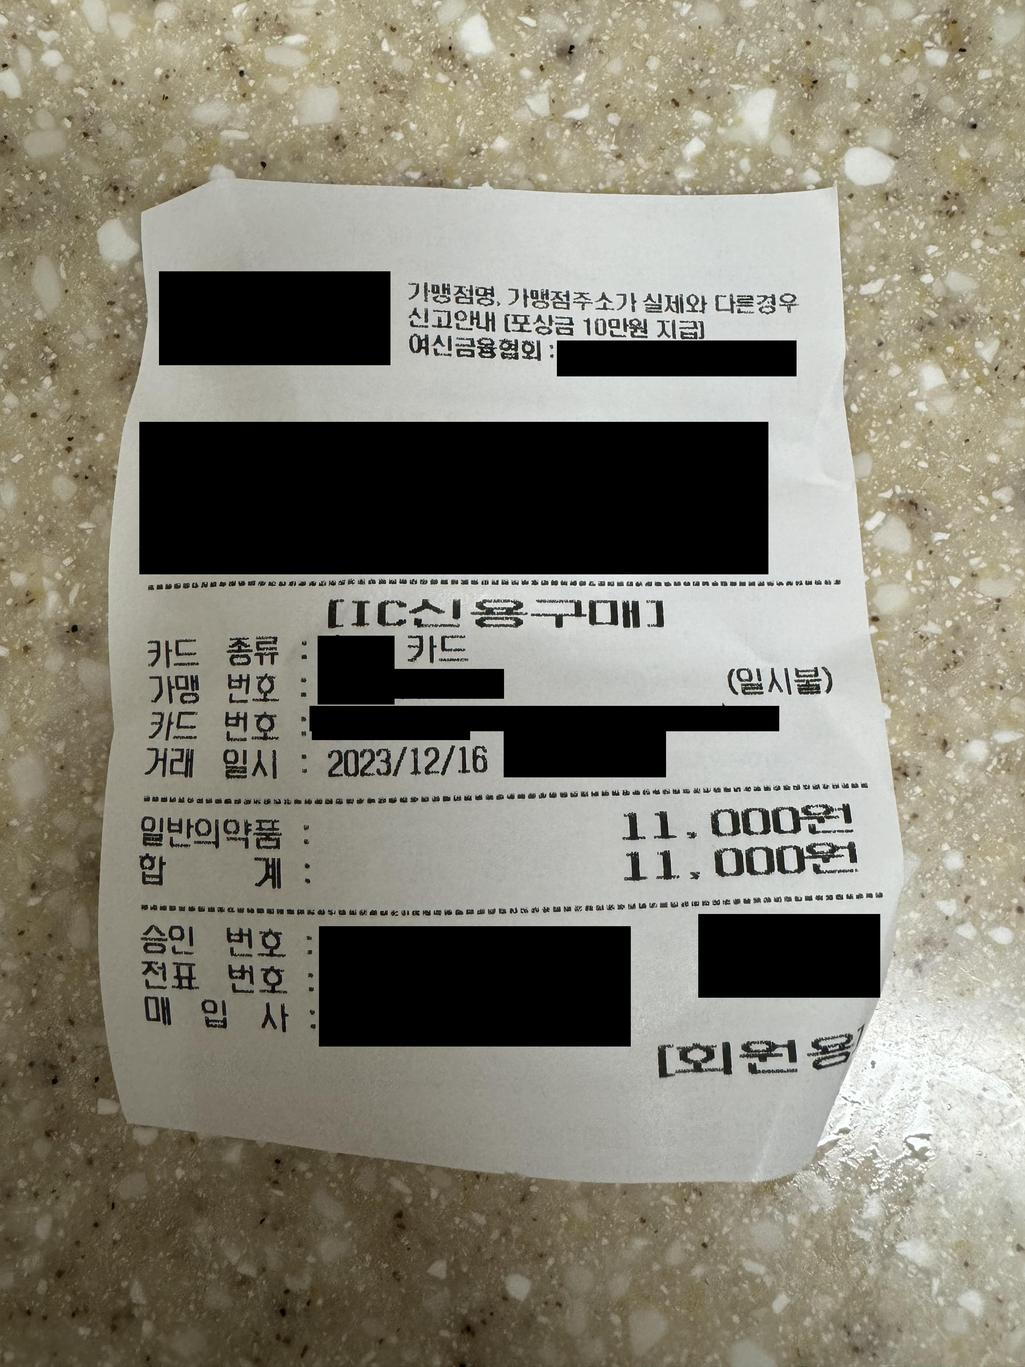 가맹점명, 가맹점주소가 실제와 다른경우
신고안내 [포상금 10만원 지급]
여신금융협회 :
[IC신용구매]
카드 종류 : 카드
가맹 번호 : (일시불)
카드 번호 :
거래 일시 : 2023/12/16
일반의약품 : 11,000원
합 계 : 11,000원
승인 번호 :
전표 번호 :
매 입 사 :
[회원용]